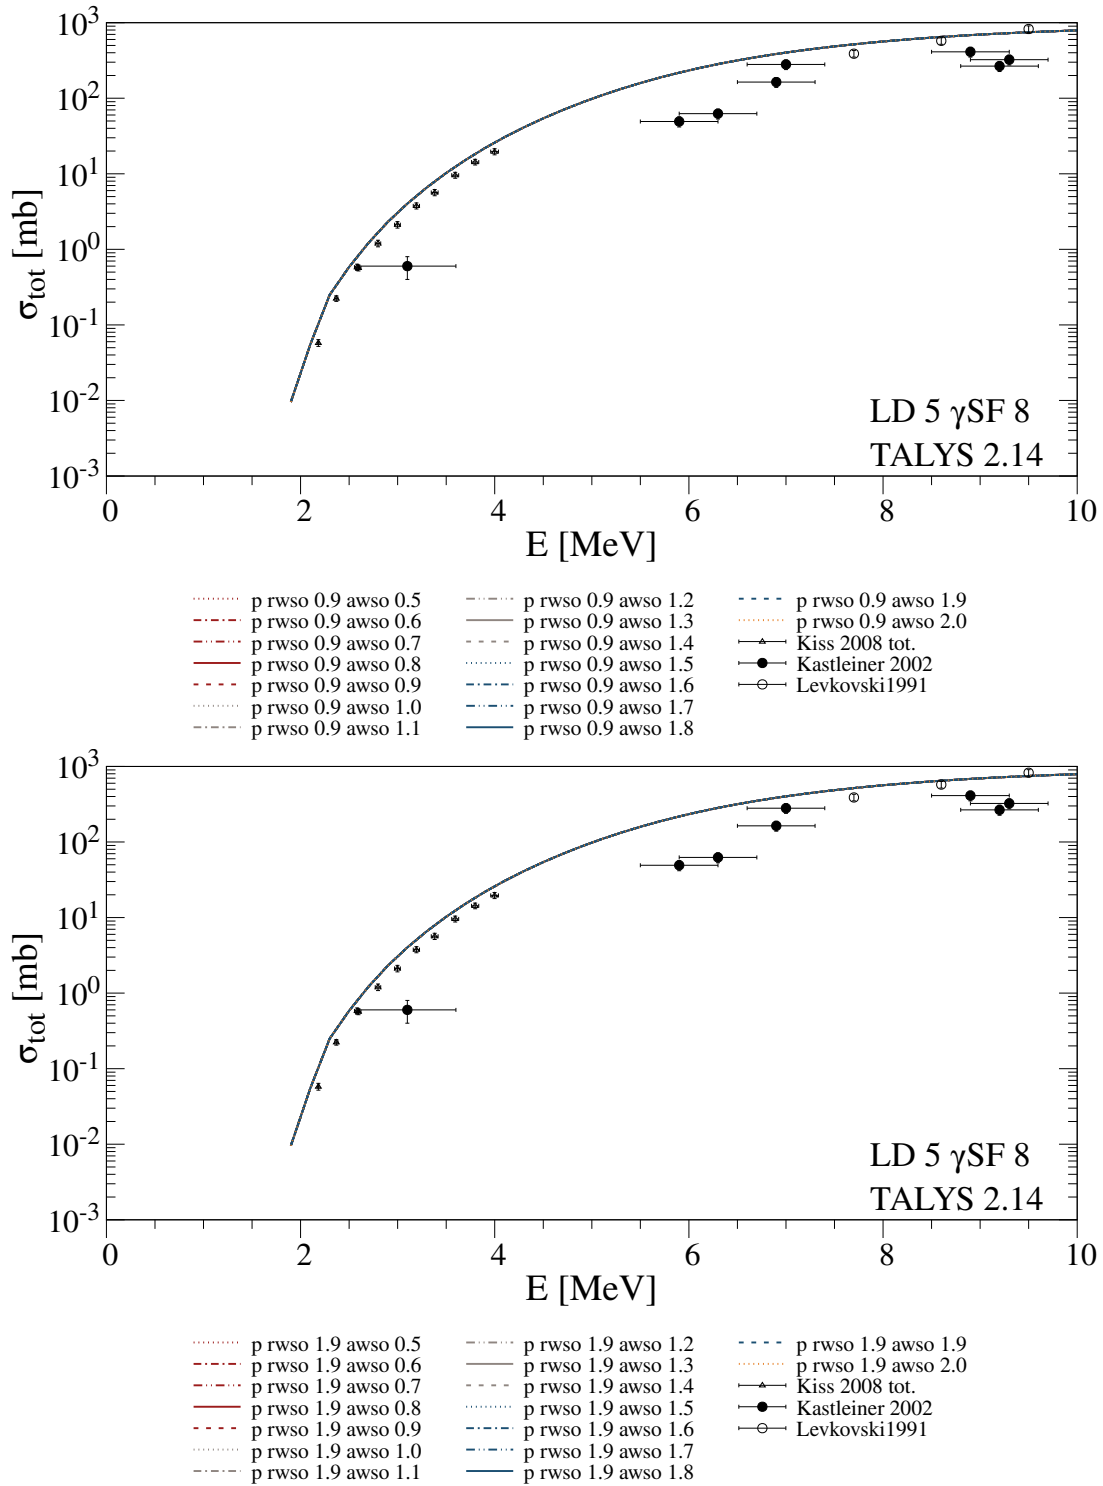 10³
10²
10¹
10⁰
10⁻¹
10⁻²
10⁻³
σtot [mb]
LD 5 γSF 8
TALYS 2.14
0 2 4 6 8 10
E [MeV]
p rwso 0.9 awso 0.5
p rwso 0.9 awso 0.6
p rwso 0.9 awso 0.7
p rwso 0.9 awso 0.8
p rwso 0.9 awso 0.9
p rwso 0.9 awso 1.0
p rwso 0.9 awso 1.1
p rwso 0.9 awso 1.2
p rwso 0.9 awso 1.3
p rwso 0.9 awso 1.4
p rwso 0.9 awso 1.5
p rwso 0.9 awso 1.6
p rwso 0.9 awso 1.7
p rwso 0.9 awso 1.8
p rwso 0.9 awso 1.9
p rwso 0.9 awso 2.0
Kiss 2008 tot.
Kastleiner 2002
Levkovski1991
10³
10²
10¹
10⁰
10⁻¹
10⁻²
10⁻³
σtot [mb]
LD 5 γSF 8
TALYS 2.14
0 2 4 6 8 10
E [MeV]
p rwso 1.9 awso 0.5
p rwso 1.9 awso 0.6
p rwso 1.9 awso 0.7
p rwso 1.9 awso 0.8
p rwso 1.9 awso 0.9
p rwso 1.9 awso 1.0
p rwso 1.9 awso 1.1
p rwso 1.9 awso 1.2
p rwso 1.9 awso 1.3
p rwso 1.9 awso 1.4
p rwso 1.9 awso 1.5
p rwso 1.9 awso 1.6
p rwso 1.9 awso 1.7
p rwso 1.9 awso 1.8
p rwso 1.9 awso 1.9
p rwso 1.9 awso 2.0
Kiss 2008 tot.
Kastleiner 2002
Levkovski1991